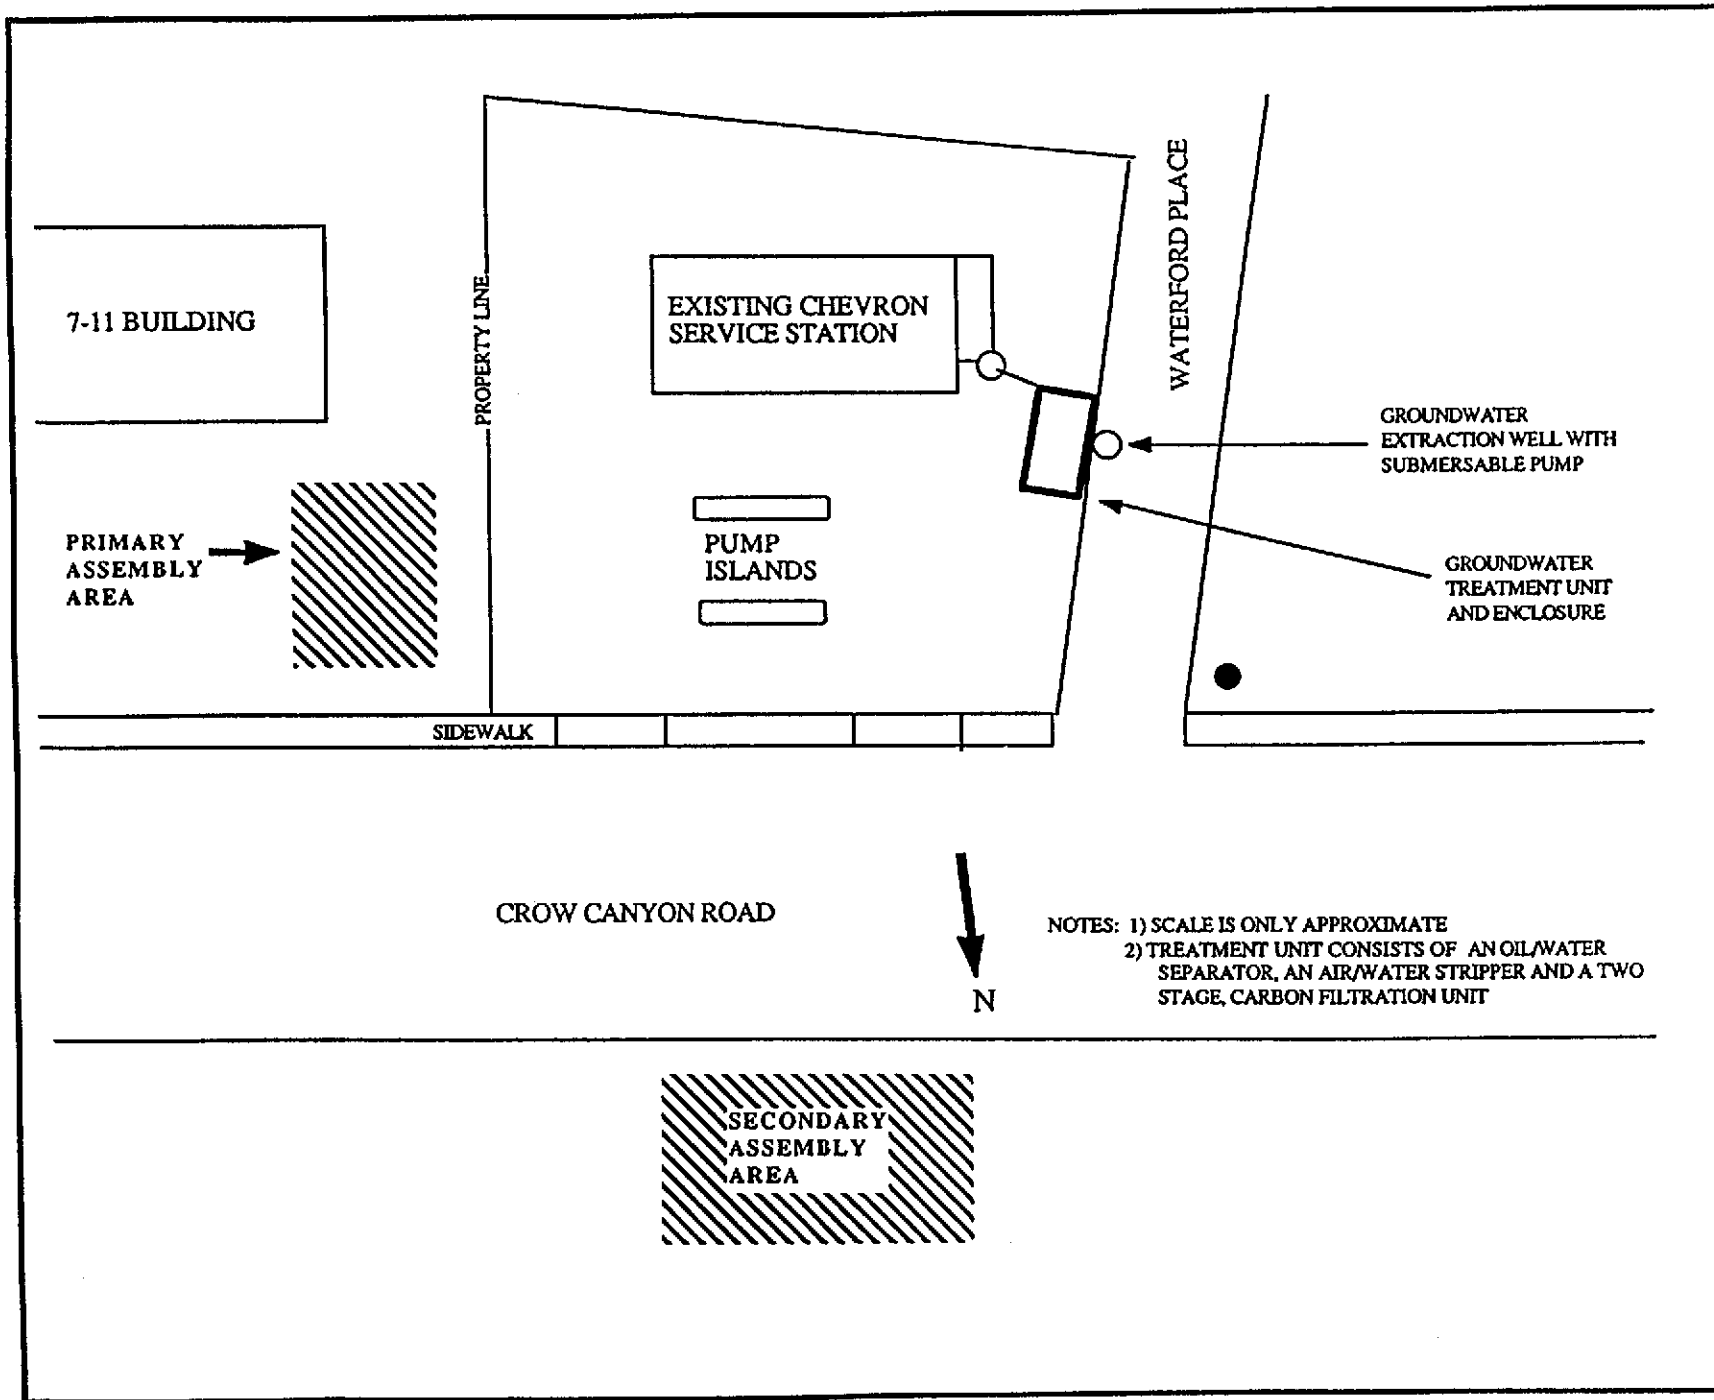 WATERFORD PLACE
7-11 BUILDING
PROPERTY LINE
EXISTING CHEVRON
SERVICE STATION
GROUNDWATER
EXTRACTION WELL WITH
SUBMERSABLE PUMP
PRIMARY
ASSEMBLY
AREA
PUMP
ISLANDS
GROUNDWATER
TREATMENT UNIT
AND ENCLOSURE
SIDEWALK
CROW CANYON ROAD
N
NOTES: 1) SCALE IS ONLY APPROXIMATE
2) TREATMENT UNIT CONSISTS OF AN OIL/WATER
SEPARATOR, AN AIR/WATER STRIPPER AND A TWO
STAGE, CARBON FILTRATION UNIT
SECONDARY
ASSEMBLY
AREA